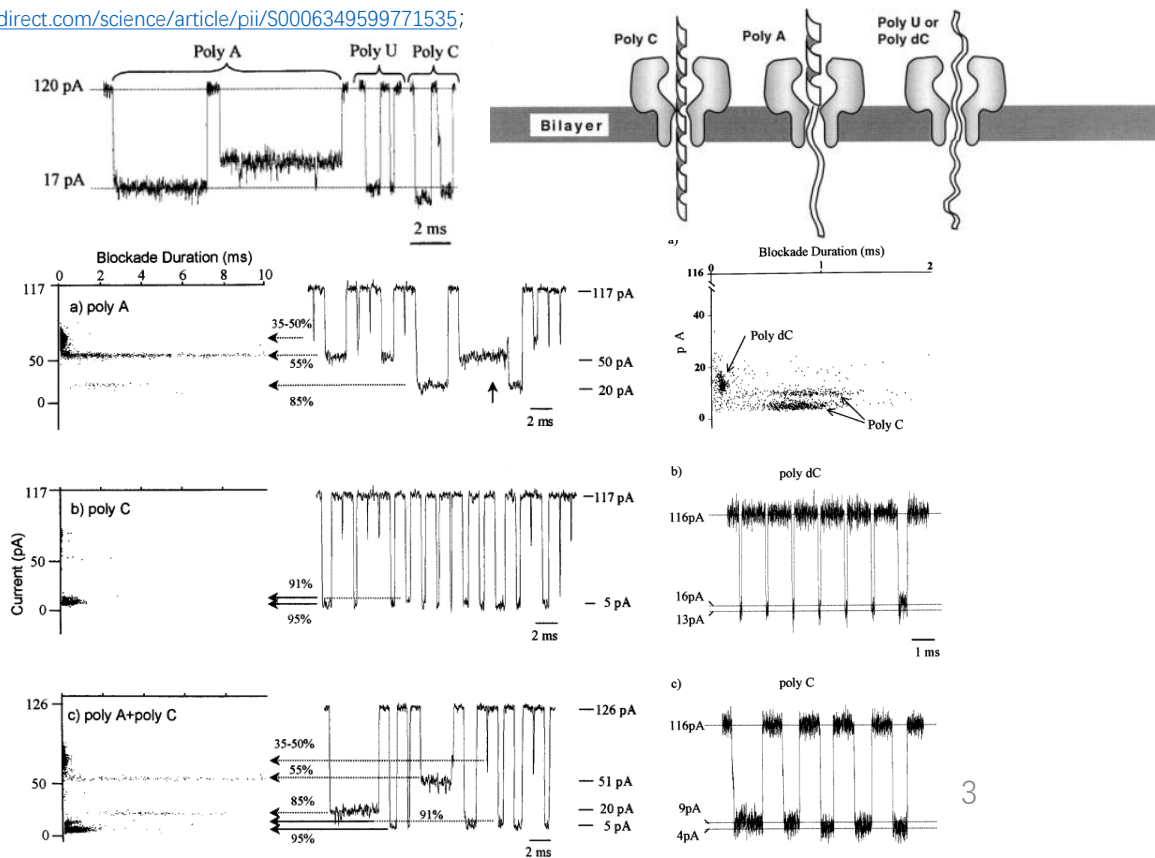 direct.com/science/article/pii/S0006349599771535;
Poly A
Poly U
Poly C
120 pA
17 pA
2 ms
Poly C
Poly A
Poly U or
Poly dC
Bilayer
Blockade Duration (ms)
0 2 4 6 8 10
117
a) poly A
50
0
35-50%
55%
85%
117 pA
50 pA
20 pA
2 ms
Blockade Duration (ms)
0 1 2
116
40
20
0
p A
Poly dC
Poly C
117
b) poly C
50
0
Current (pA)
91%
95%
117 pA
5 pA
2 ms
b)
poly dC
116pA
16pA
13pA
1 ms
126
c) poly A+poly C
50
0
35-50%
55%
85%
91%
95%
126 pA
51 pA
20 pA
5 pA
2 ms
c)
poly C
116pA
9pA
4pA
3